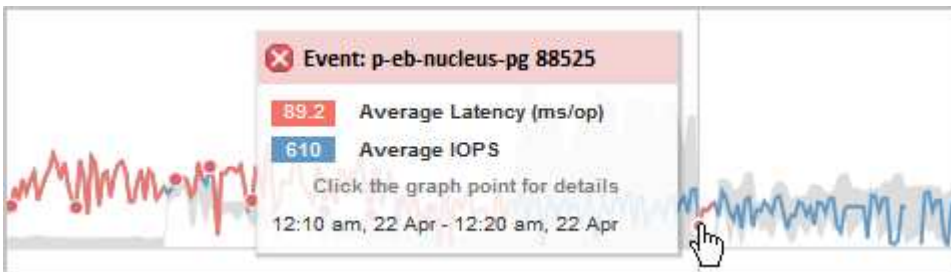 Event: p-eb-nucleus-pg 88525
89.2 Average Latency (ms/op)
610 Average IOPS
Click the graph point for details
12:10 am, 22 Apr - 12:20 am, 22 Apr